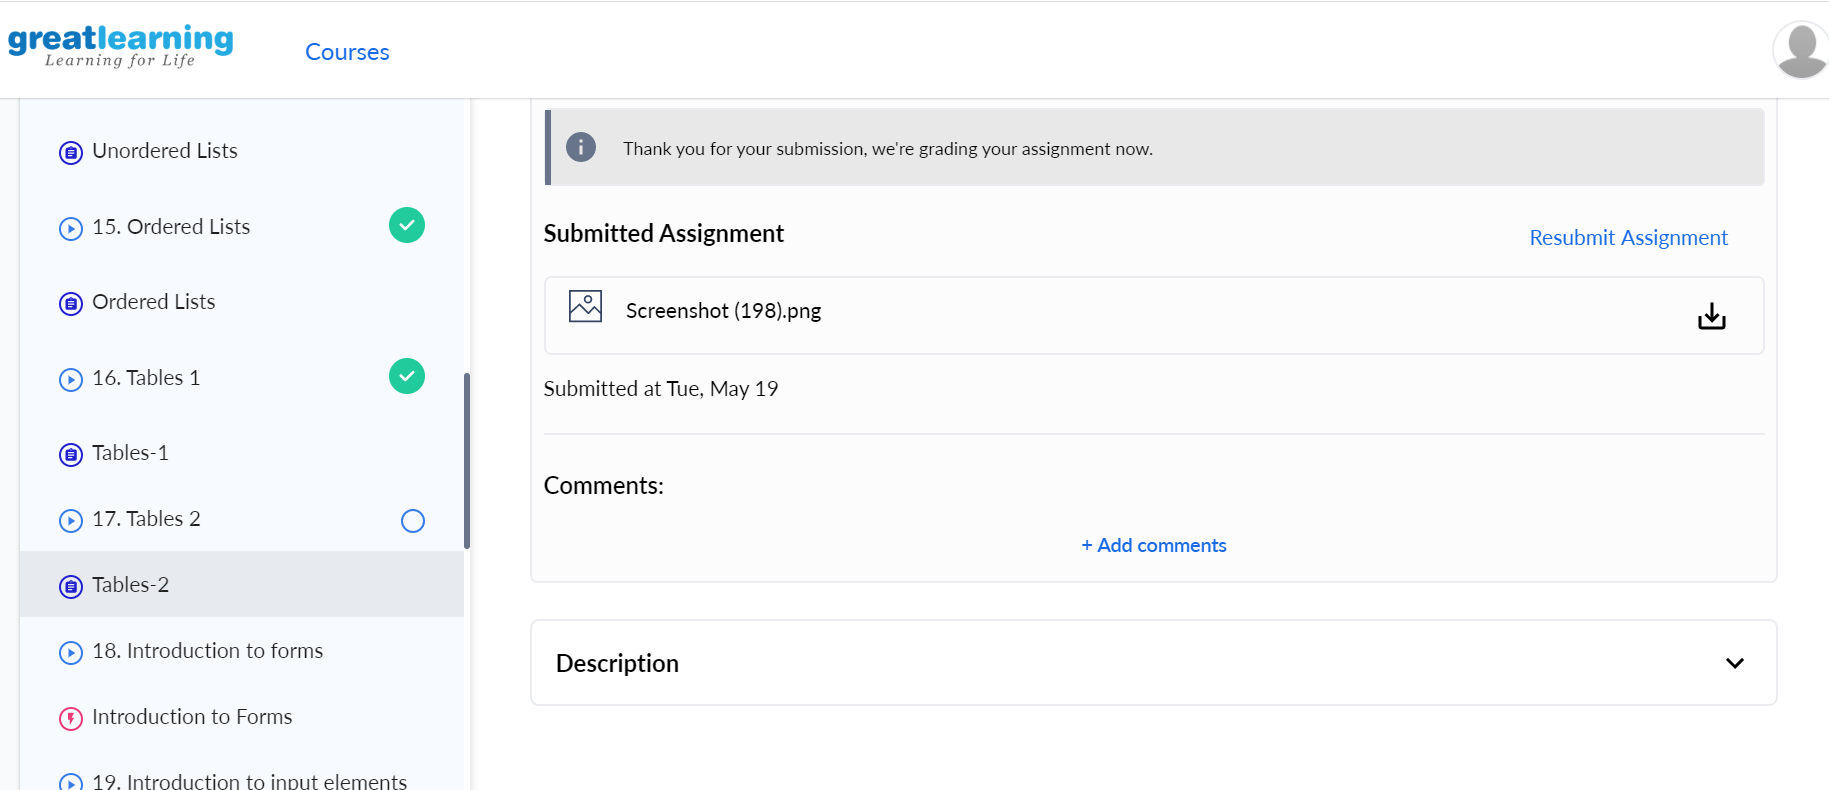 greatlearning
Learning for Life
Courses
Unordered Lists
15. Ordered Lists
Ordered Lists
16. Tables 1
Tables-1
17. Tables 2
Tables-2
18. Introduction to forms
Introduction to Forms
19. Introduction to input elements
Thank you for your submission, we're grading your assignment now.
Submitted Assignment
Resubmit Assignment
Screenshot (198).png
Submitted at Tue, May 19
Comments:
+ Add comments
Description